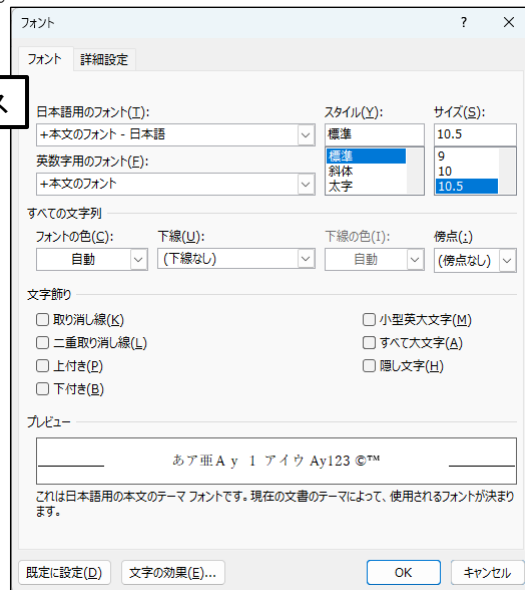 フォント ? ×
フォント 詳細設定
ス
日本語用のフォント(T): スタイル(Y): サイズ(S):
+本文のフォント - 日本語 標準 10.5
標準 9
英数字用のフォント(F): 斜体 10
+本文のフォント 太字 10.5
すべての文字列
フォントの色(C): 下線(U): 下線の色(I): 傍点(:)
自動 (下線なし) 自動 (傍点なし)
文字飾り
取り消し線(K) 小型英大文字(M)
二重取り消し線(L) すべて大文字(A)
上付き(P) 隠し文字(H)
下付き(B)
プレビュー
あア亜Ay 1 アイウ Ay123 ©™
これは日本語用の本文のテーマ フォントです。現在の文書のテーマによって、使用されるフォントが決まり
ます。
既定に設定(D) 文字の効果(E)... OK キャンセル